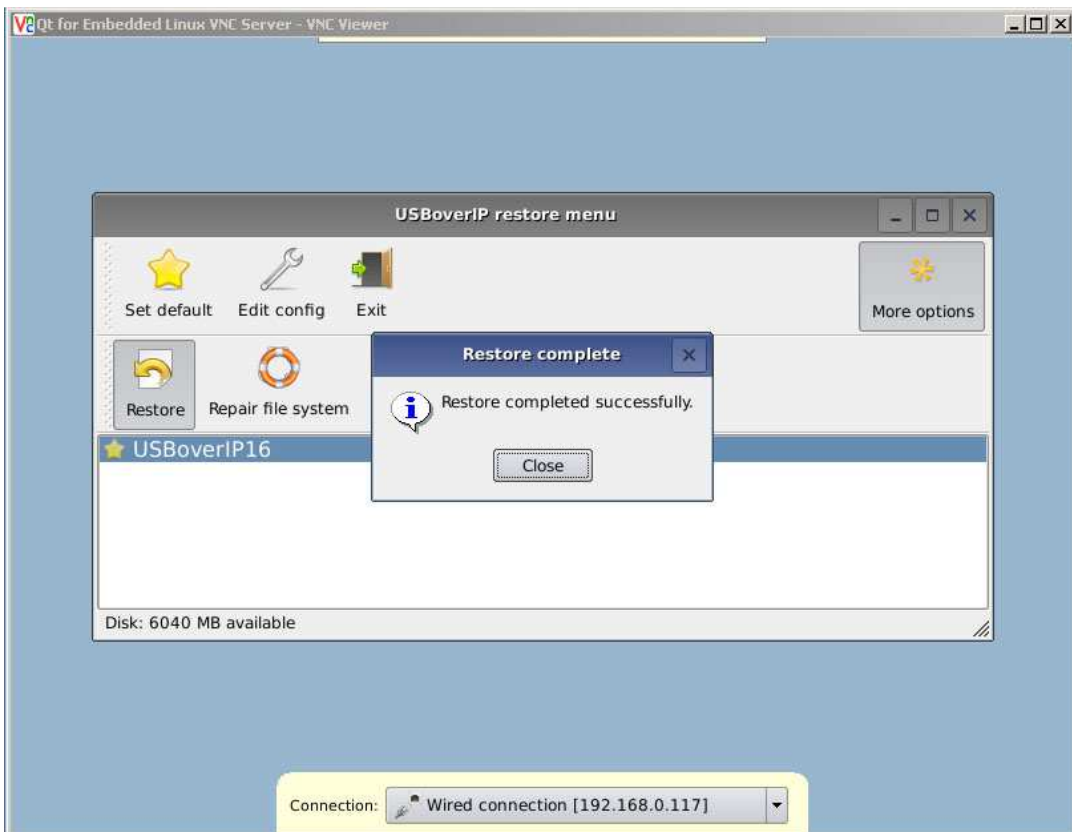 Qt for Embedded Linux VNC Server - VNC Viewer
USBoverIP restore menu
Set default
Edit config
Exit
More options
Restore
Repair file system
Restore complete
Restore completed successfully.
Close
USBoverIP16
Disk: 6040 MB available
Connection:
Wired connection [192.168.0.117]